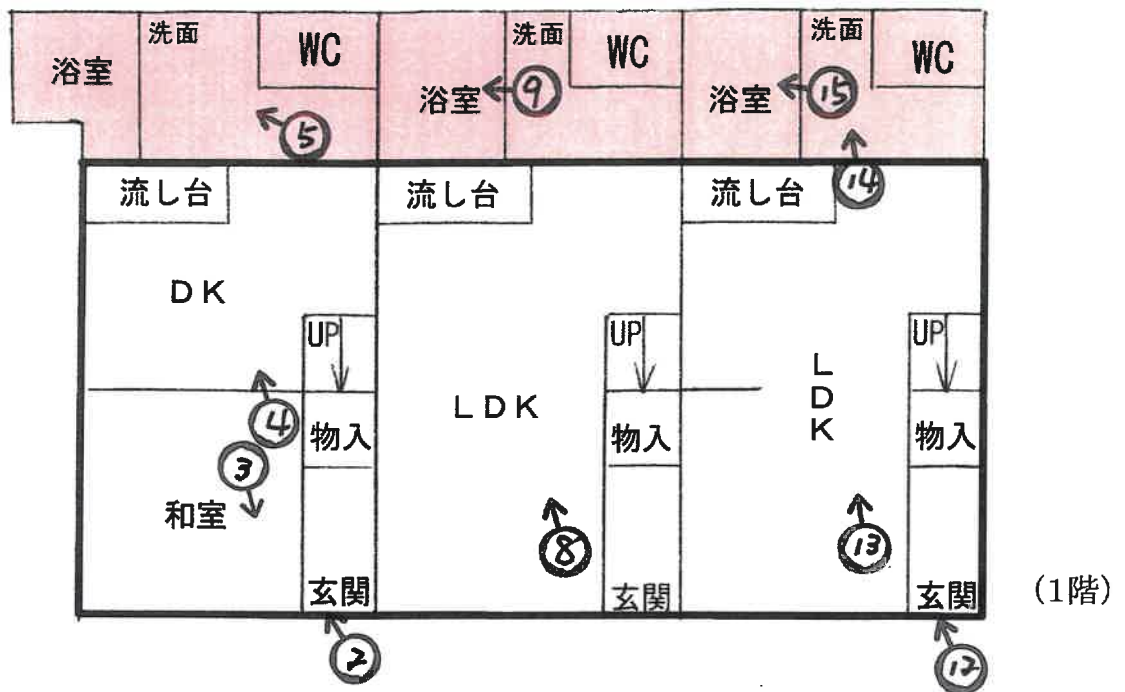 浴室 洗面 WC 浴室 洗面 WC 浴室 洗面 WC
⑤ ⑨ ⑮
流し台 流し台 流し台 ⑭
DK
UP UP UP
LDK LDK
④ 物入 物入 物入
③
和室 ⑧ ⑬
玄関 玄関 玄関 (1階)
② ⑫